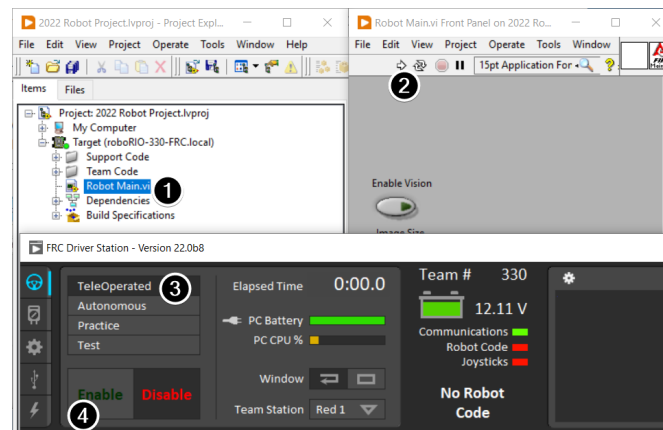 2022 Robot Project.lvproj - Project Expl...
File Edit View Project Operate Tools Window Help
Items Files
Project: 2022 Robot Project.lvproj
My Computer
Target (roboRIO-330-FRC.local)
Support Code
Team Code
Robot Main.vi
1
Dependencies
Build Specifications
Robot Main.vi Front Panel on 2022 Ro...
File Edit View Project Operate Tools Window
15pt Application For
2
Enable Vision
FRC Driver Station - Version 22.0b8
TeleOperated
3
Autonomous
Practice
Test
Enable Disable
4
Elapsed Time 0:00.0
PC Battery
PC CPU %
Window
Team Station Red 1
Team # 330
12.11 V
Communications
Robot Code
Joysticks
No Robot
Code